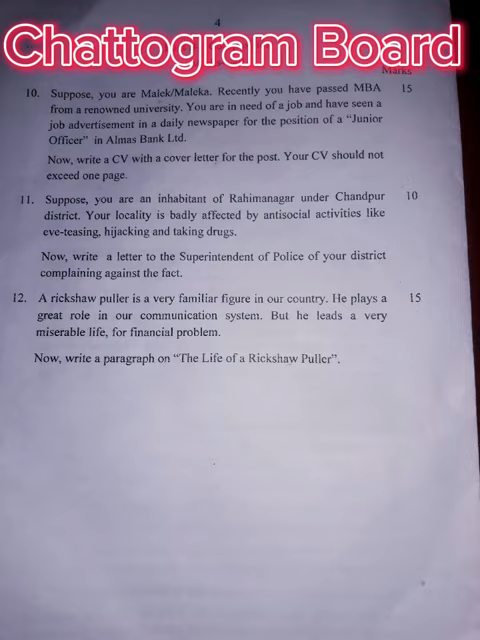 4
Chattogram Board
Marks
10. Suppose, you are Malek/Maleka. Recently you have passed MBA 15
from a renowned university. You are in need of a job and have seen a
job advertisement in a daily newspaper for the position of a "Junior
Officer" in Almas Bank Ltd.
Now, write a CV with a cover letter for the post. Your CV should not
exceed one page.
11. Suppose, you are an inhabitant of Rahimanagar under Chandpur 10
district. Your locality is badly affected by antisocial activities like
eve-teasing, hijacking and taking drugs.
Now, write a letter to the Superintendent of Police of your district
complaining against the fact.
12. A rickshaw puller is a very familiar figure in our country. He plays a 15
great role in our communication system. But he leads a very
miserable life, for financial problem.
Now, write a paragraph on "The Life of a Rickshaw Puller".